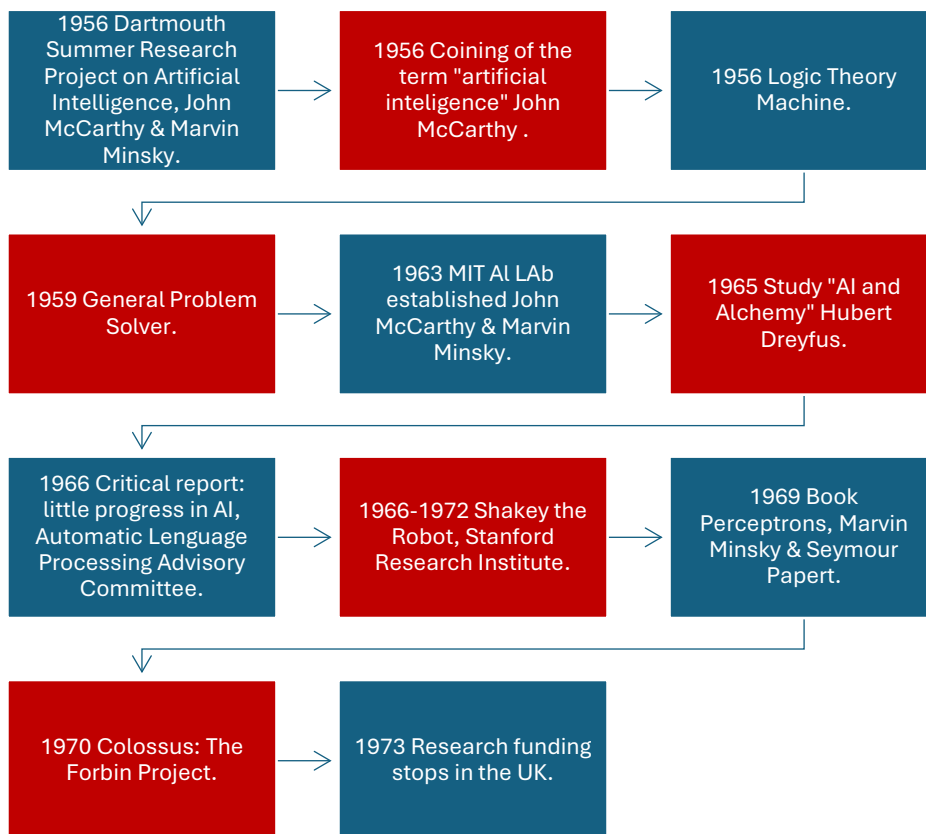 1956 Dartmouth
Summer Research
Project on Artificial
Intelligence, John
McCarthy & Marvin
Minsky.
1956 Coining of the
term "artificial
inteligence" John
McCarthy .
1956 Logic Theory
Machine.
1959 General Problem
Solver.
1963 MIT Al LAb
established John
McCarthy & Marvin
Minsky.
1965 Study "AI and
Alchemy" Hubert
Dreyfus.
1966 Critical report:
little progress in AI,
Automatic Lenguage
Processing Advisory
Committee.
1966-1972 Shakey the
Robot, Stanford
Research Institute.
1969 Book
Perceptrons, Marvin
Minsky & Seymour
Papert.
1970 Colossus: The
Forbin Project.
1973 Research funding
stops in the UK.